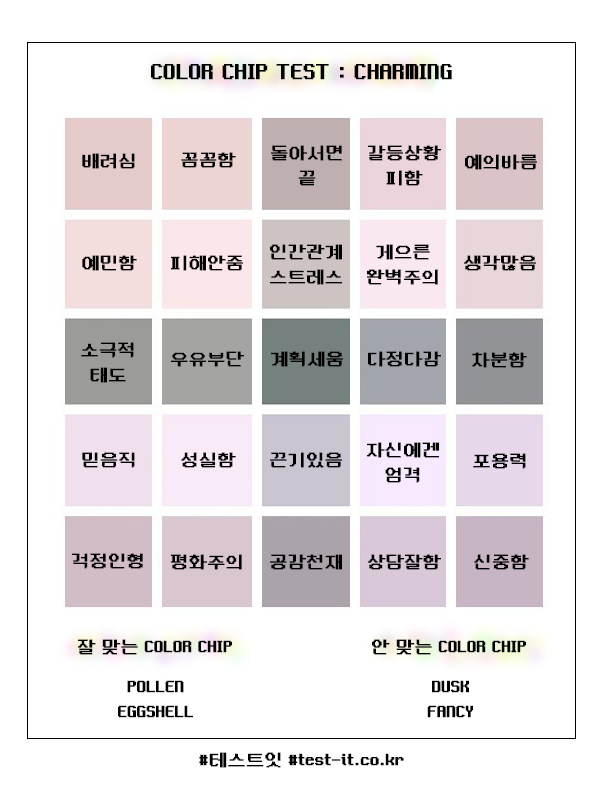 COLOR CHIP TEST : CHARMING
배려심
꼼꼼함
돌아서면
끝
갈등상황
피함
예의바름
예민함
피해안줌
인간관계
스트레스
게으른
완벽주의
생각많음
소극적
태도
우유부단
계획세움
다정다감
차분함
믿음직
성실함
끈기있음
자신에겐
엄격
포용력
걱정인형
평화주의
공감천재
상담잘함
신중함
잘 맞는 COLOR CHIP
안 맞는 COLOR CHIP
POLLEN
DUSK
EGGSHELL
FANCY
#테스트잇 #test-it.co.kr